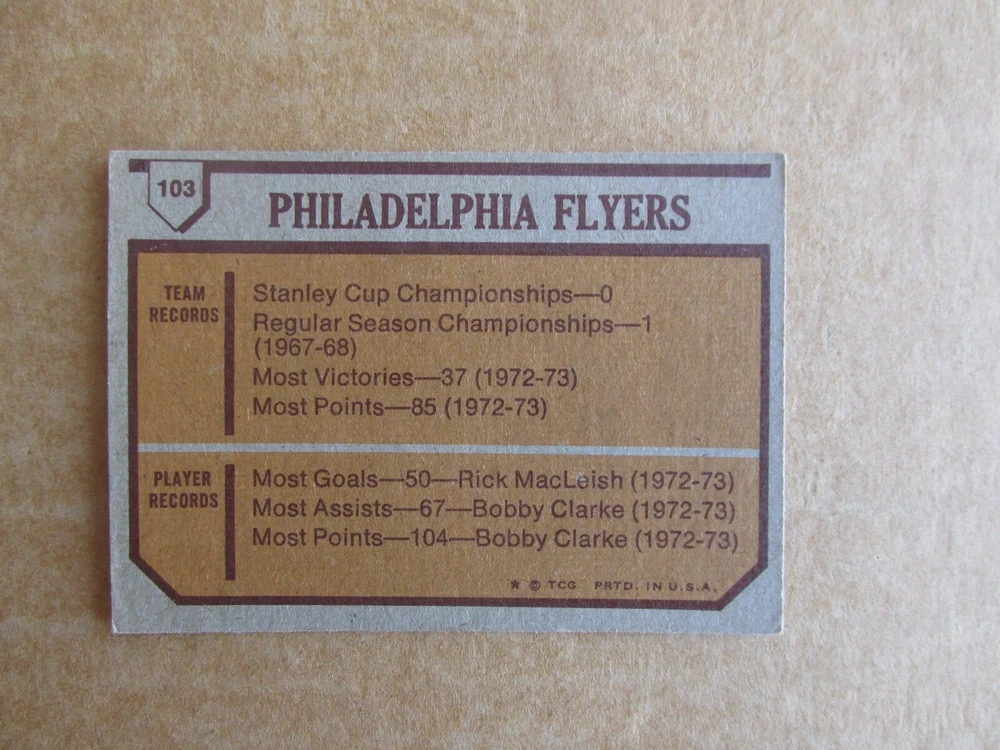 103
PHILADELPHIA FLYERS
TEAM
RECORDS
Stanley Cup Championships—0
Regular Season Championships—1
(1967-68)
Most Victories—37 (1972-73)
Most Points—85 (1972-73)
PLAYER
RECORDS
Most Goals—50—Rick MacLeish (1972-73)
Most Assists—67—Bobby Clarke (1972-73)
Most Points—104—Bobby Clarke (1972-73)
* © TCG PRTD. IN U.S.A.